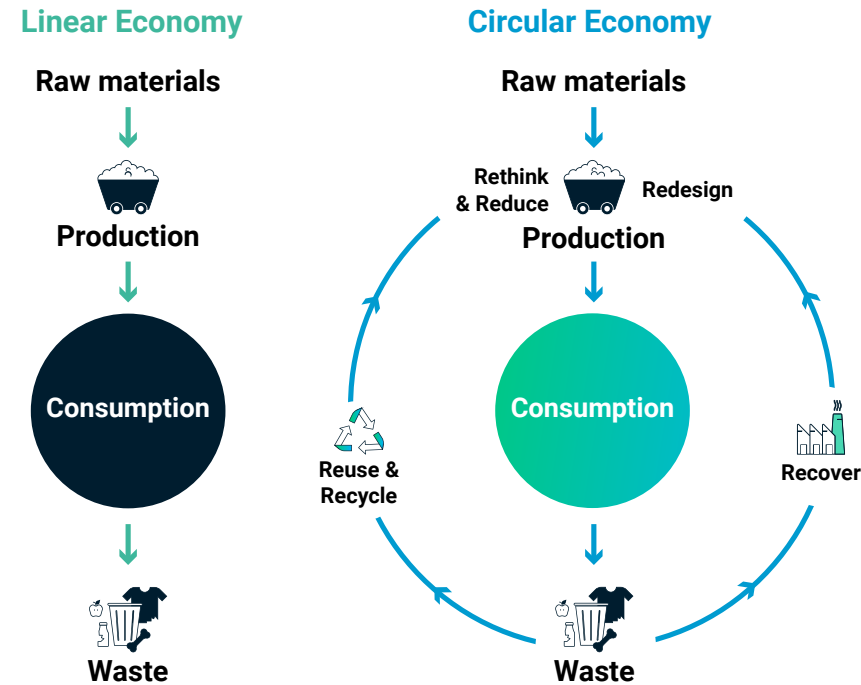 Linear Economy
Raw materials
Production
Consumption
Waste
Circular Economy
Raw materials
Rethink
& Reduce
Redesign
Production
Consumption
Reuse &
Recycle
Recover
Waste